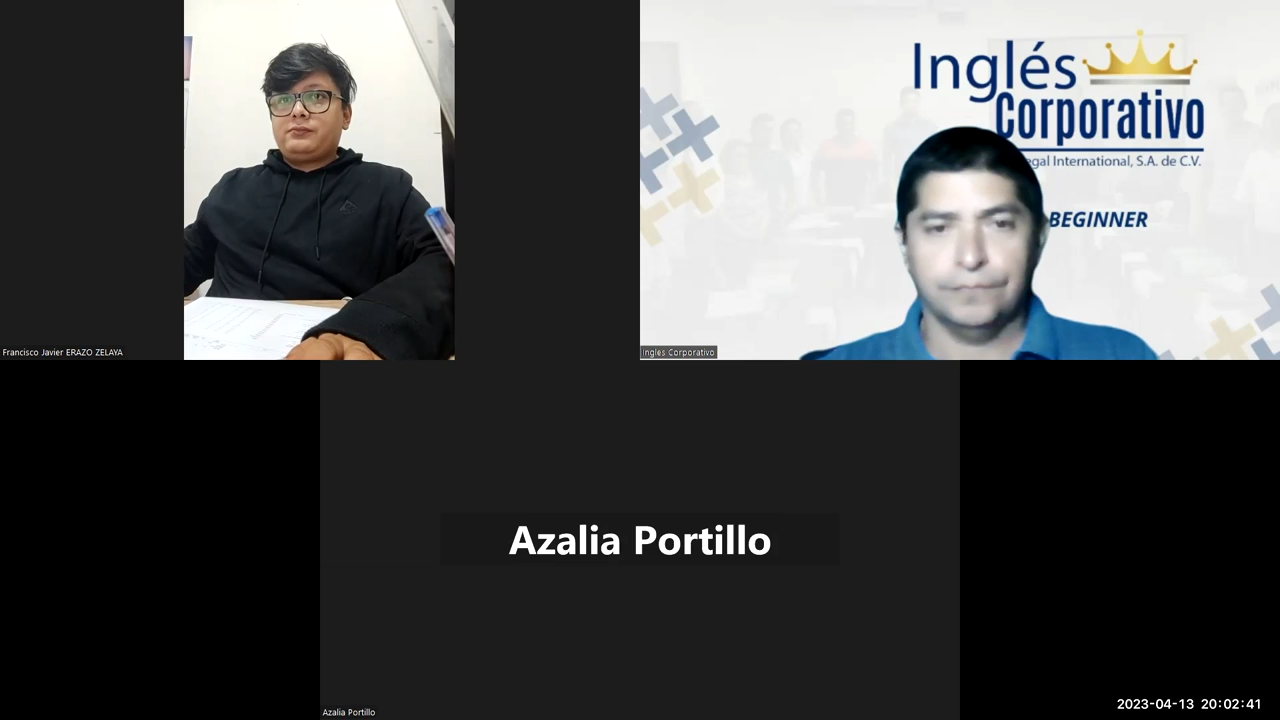 Inglés
Corporativo
egal International, S.A. de C.V.
BEGINNER
Francisco Javier ERAZO ZELAYA
Ingles Corporativo
Azalia Portillo
Azalia Portillo
2023-04-13 20:02:41